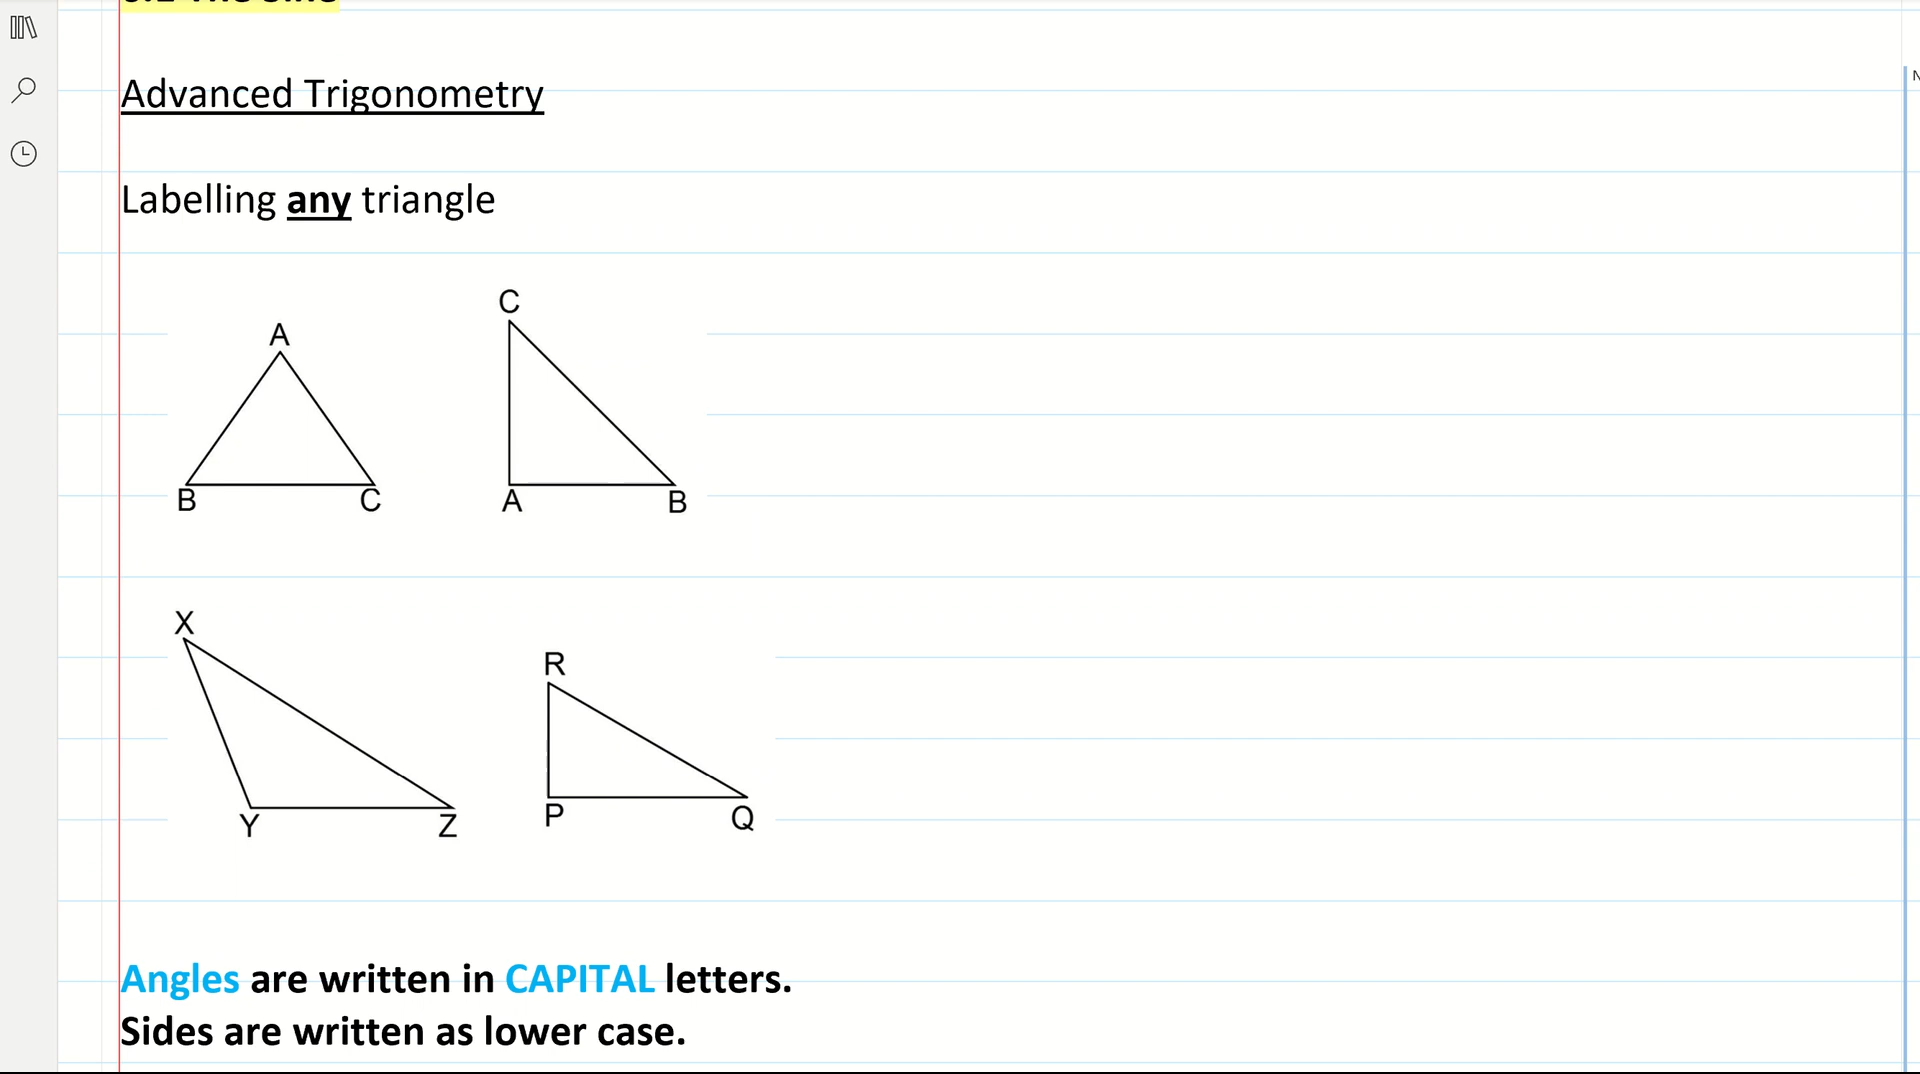 Advanced Trigonometry
Labelling any triangle
C
A
B
C
A
B
X
R
Y
Z
P
Q
Angles are written in CAPITAL letters.
Sides are written as lower case.